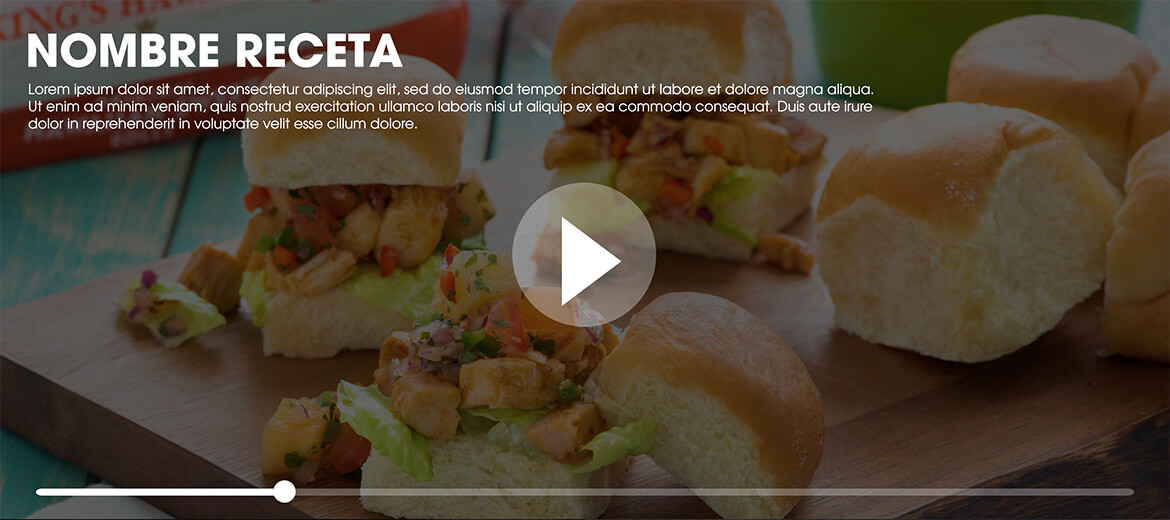 KING'S HAWA
NOMBRE RECETA
Lorem ipsum dolor sit amet, consectetur adipiscing elit, sed do eiusmod tempor incididunt ut labore et dolore magna aliqua.
Ut enim ad minim veniam, quis nostrud exercitation ullamco laboris nisi ut aliquip ex ea commodo consequat. Duis aute irure
dolor in reprehenderit in voluptate velit esse cillum dolore.